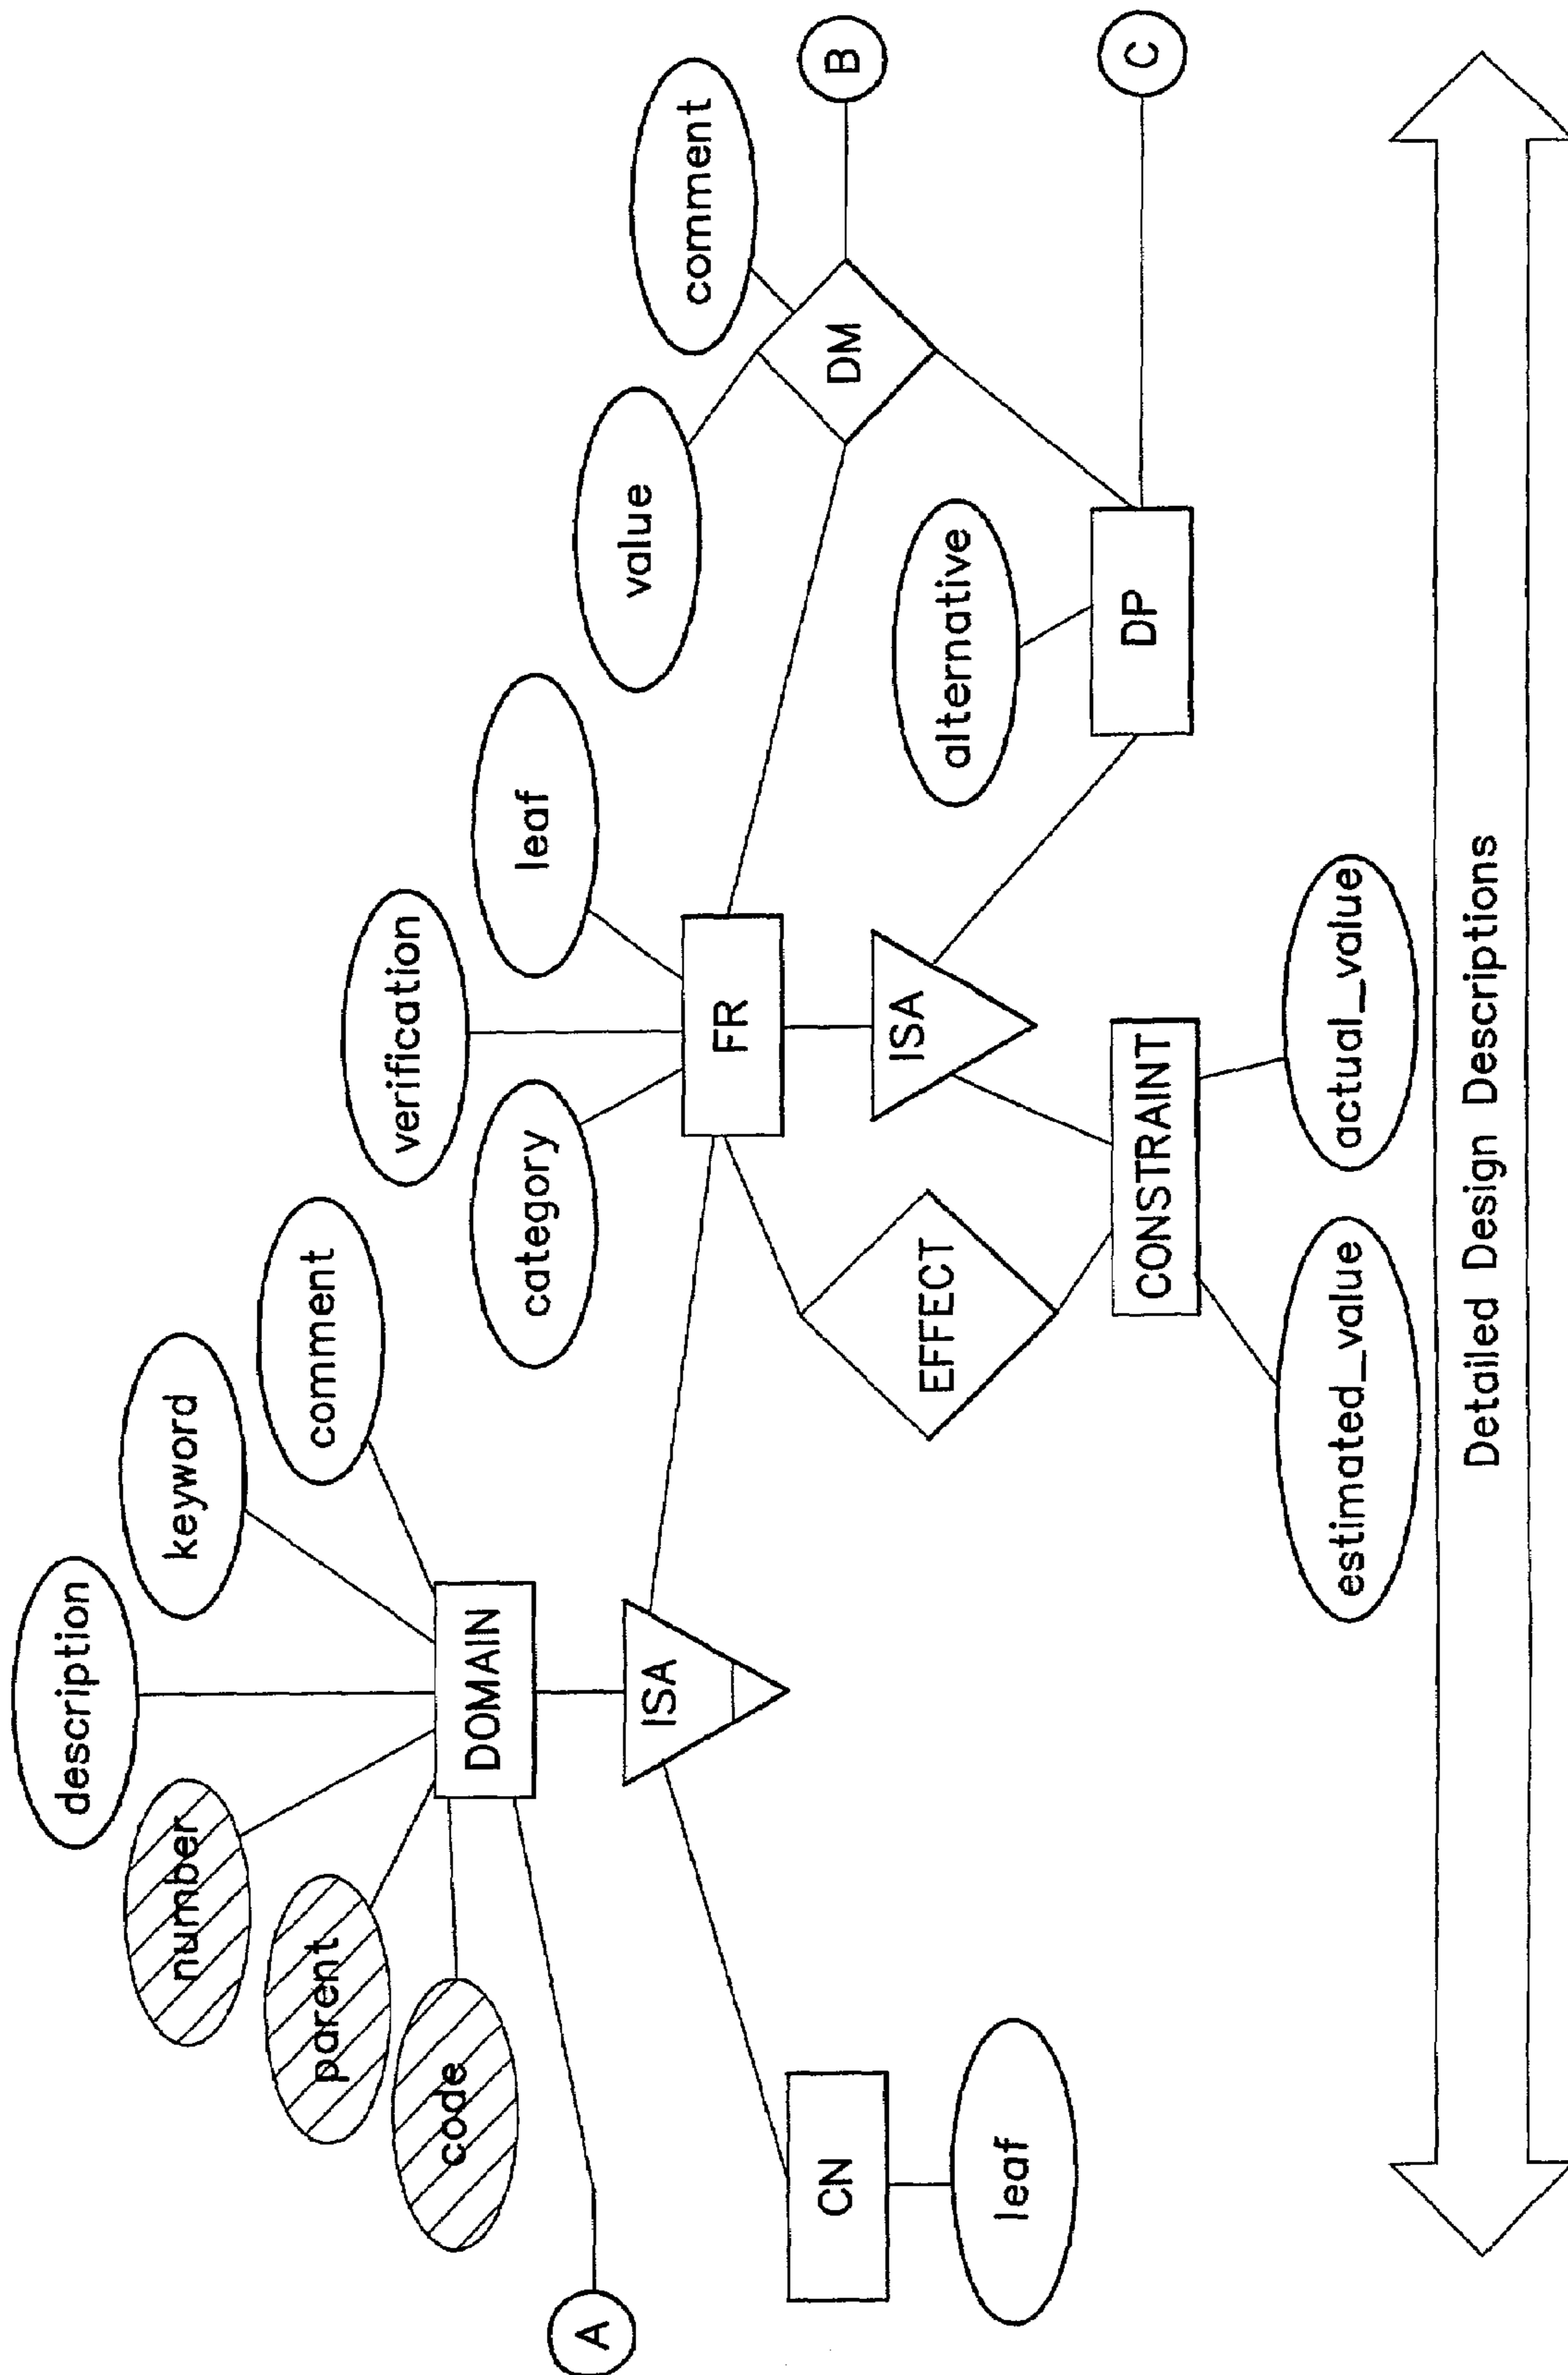 description
number
keyword
parent
comment
code
DOMAIN
A
ISA
CN
leaf
verification
category
leaf
FR
value
comment
DM
B
ISA
EFFECT
alternative
CONSTRAINT
DP
C
estimated_value
actual_value
Detailed Design Descriptions